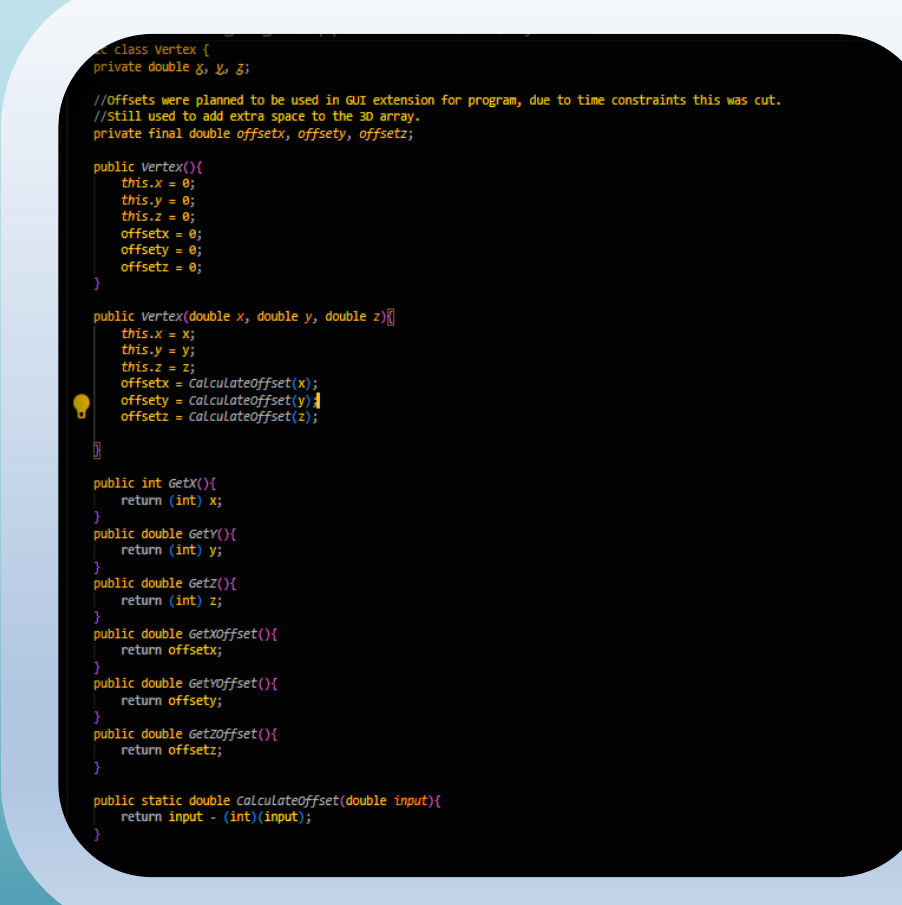 class Vertex {
private double x, y, z;
//Offsets were planned to be used in GUI extension for program, due to time constraints this was cut.
//Still used to add extra space to the 3D array.
private final double offsetx, offsety, offsetz;
public Vertex(){
this.x = 0;
this.y = 0;
this.z = 0;
offsetx = 0;
offsety = 0;
offsetz = 0;
}
public Vertex(double x, double y, double z){
this.x = x;
this.y = y;
this.z = z;
offsetx = CalculateOffset(x);
offsety = CalculateOffset(y);
offsetz = CalculateOffset(z);
}
public int GetX(){
return (int) x;
}
public double GetY(){
return (int) y;
}
public double GetZ(){
return (int) z;
}
public double GetXOffset(){
return offsetx;
}
public double GetYOffset(){
return offsety;
}
public double GetZOffset(){
return offsetz;
}
public static double CalculateOffset(double input){
return input - (int)(input);
}